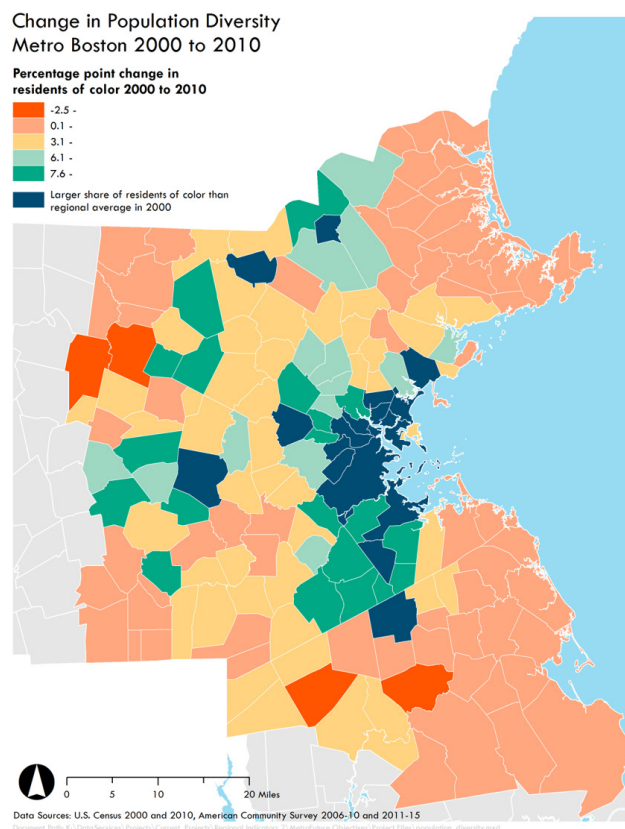 Change in Population Diversity
Metro Boston 2000 to 2010
Percentage point change in
residents of color 2000 to 2010
-2.5 -
0.1 -
3.1 -
6.1 -
7.6 -
Larger share of residents of color than
regional average in 2000
0 5 10 20 Miles
Data Sources: U.S. Census 2000 and 2010, American Community Survey 2006-10 and 2011-15